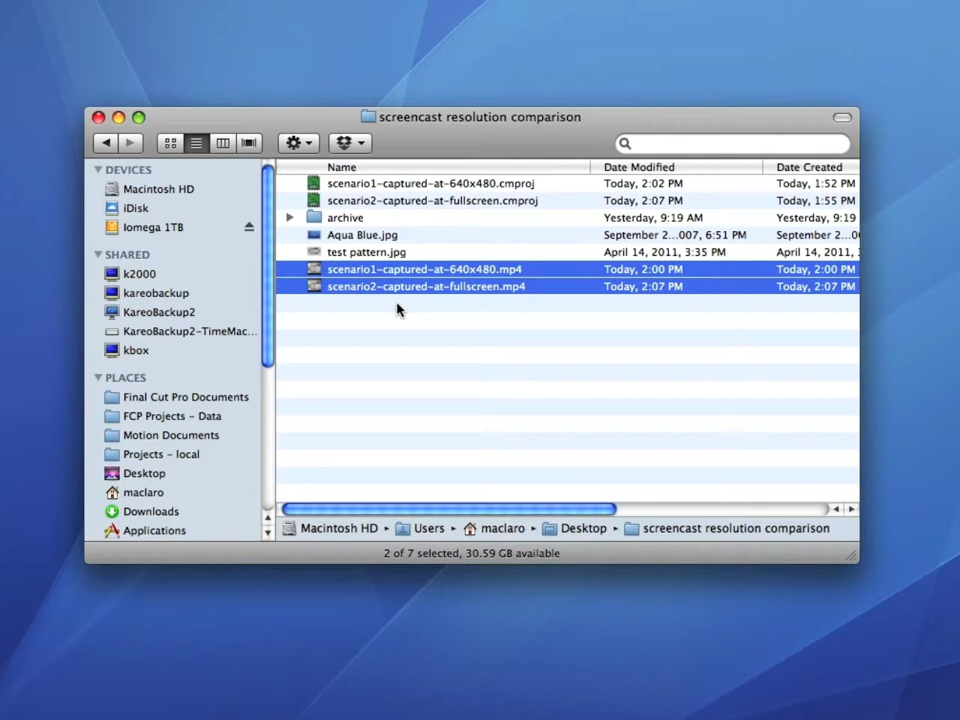 screencast resolution comparison
Name Date Modified Date Created
DEVICES
Macintosh HD
iDisk
Iomega 1TB
SHARED
k2000
kareobackup
KareoBackup2
KareoBackup2-TimeMac...
kbox
PLACES
Final Cut Pro Documents
FCP Projects - Data
Motion Documents
Projects - local
Desktop
maclaro
Downloads
Applications
scenario1-captured-at-640x480.cmproj Today, 2:02 PM Today, 1:52 PM
scenario2-captured-at-fullscreen.cmproj Today, 2:07 PM Today, 1:55 PM
archive Yesterday, 9:19 AM Yesterday, 9:19
Aqua Blue.jpg September 2...007, 6:51 PM September 2...00
test pattern.jpg April 14, 2011, 3:35 PM April 14, 2011,
scenario1-captured-at-640x480.mp4 Today, 2:00 PM Today, 2:00 PM
scenario2-captured-at-fullscreen.mp4 Today, 2:07 PM Today, 2:07 PM
Macintosh HD Users maclaro Desktop screencast resolution comparison
2 of 7 selected, 30.59 GB available